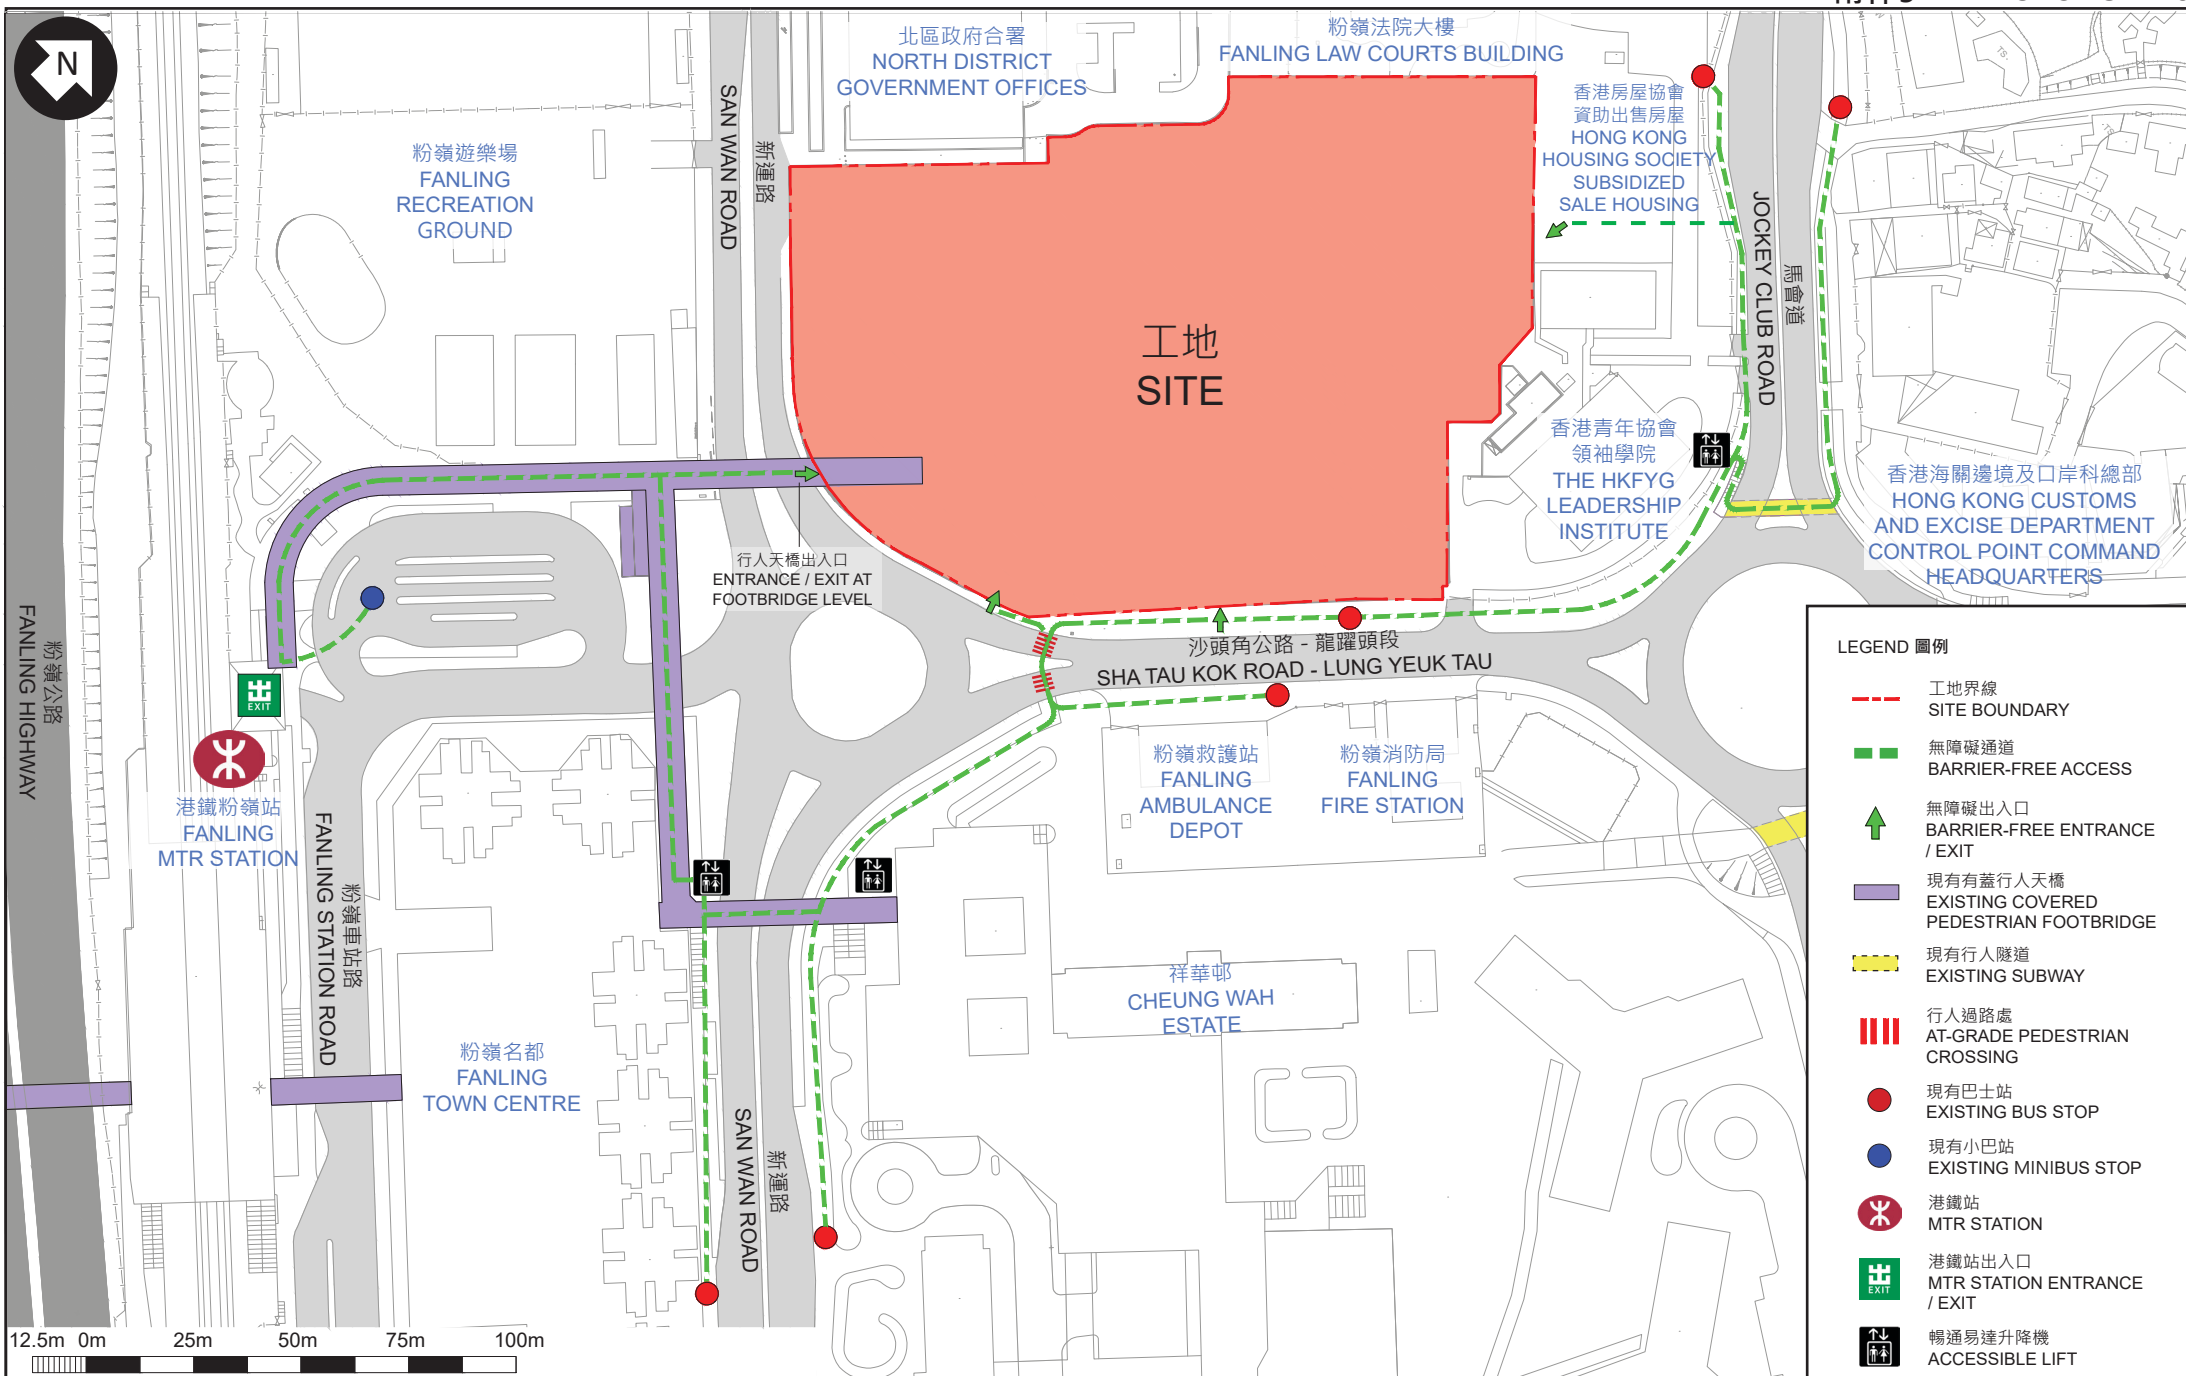 N
北區政府合署
NORTH DISTRICT
GOVERNMENT OFFICES
粉嶺法院大樓
FANLING LAW COURTS BUILDING
香港房屋協會
資助出售房屋
HONG KONG
HOUSING SOCIETY
SUBSIDIZED
SALE HOUSING
粉嶺遊樂場
FANLING
RECREATION
GROUND
SAN WAN ROAD
新運路
JOCKEY CLUB ROAD
馬會道
工地
SITE
香港青年協會
領袖學院
THE HKFYG
LEADERSHIP
INSTITUTE
香港海關邊境及口岸科總部
HONG KONG CUSTOMS
AND EXCISE DEPARTMENT
CONTROL POINT COMMAND
HEADQUARTERS
行人天橋出入口
ENTRANCE / EXIT AT
FOOTBRIDGE LEVEL
沙頭角公路 - 龍躍頭段
SHA TAU KOK ROAD - LUNG YEUK TAU
粉嶺公路
FANLING HIGHWAY
出
EXIT
港鐵粉嶺站
FANLING
MTR STATION
粉嶺車站路
FANLING STATION ROAD
粉嶺救護站
FANLING
AMBULANCE
DEPOT
粉嶺消防局
FANLING
FIRE STATION
祥華邨
CHEUNG WAH
ESTATE
粉嶺名都
FANLING
TOWN CENTRE
SAN WAN ROAD
新運路
12.5m 0m 25m 50m 75m 100m
LEGEND 圖例
工地界線
SITE BOUNDARY
無障礙通道
BARRIER-FREE ACCESS
無障礙出入口
BARRIER-FREE ENTRANCE
/ EXIT
現有有蓋行人天橋
EXISTING COVERED
PEDESTRIAN FOOTBRIDGE
現有行人隧道
EXISTING SUBWAY
行人過路處
AT-GRADE PEDESTRIAN
CROSSING
現有巴士站
EXISTING BUS STOP
現有小巴站
EXISTING MINIBUS STOP
港鐵站
MTR STATION
出
EXIT
港鐵站出入口
MTR STATION ENTRANCE
/ EXIT
暢通易達升降機
ACCESSIBLE LIFT